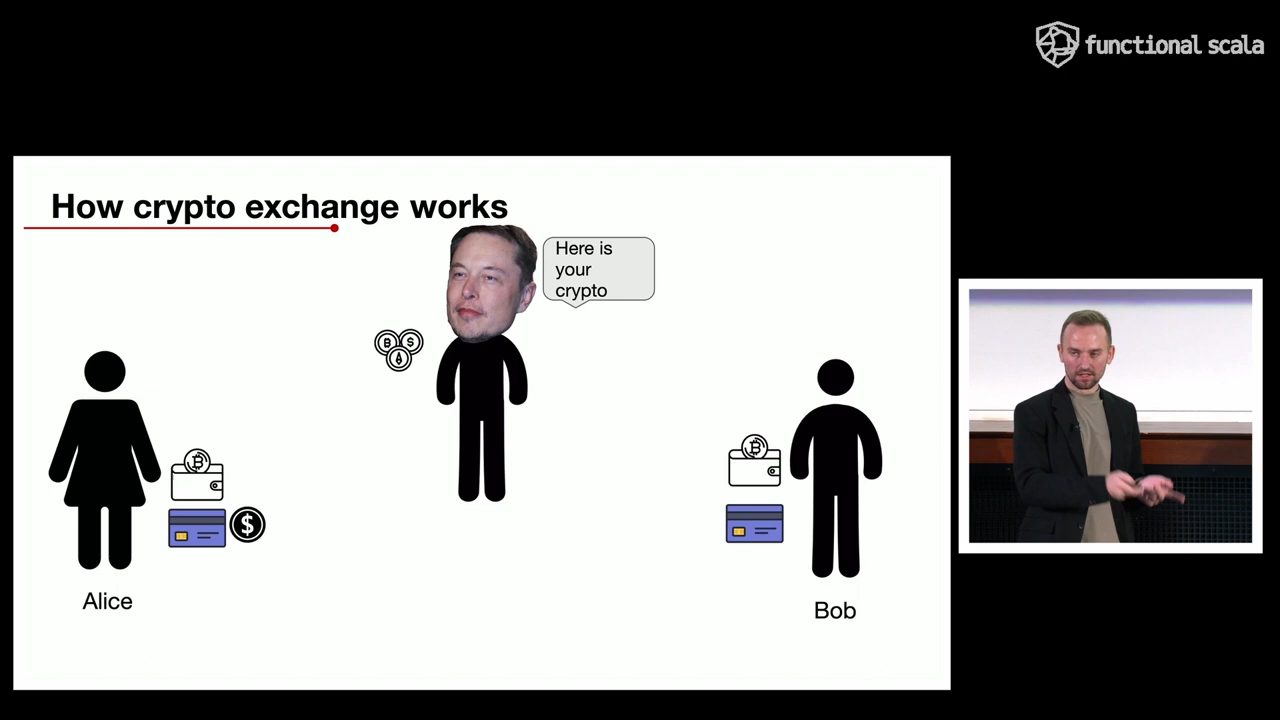 functional scala
How crypto exchange works
Here is
your
crypto
Alice
Bob